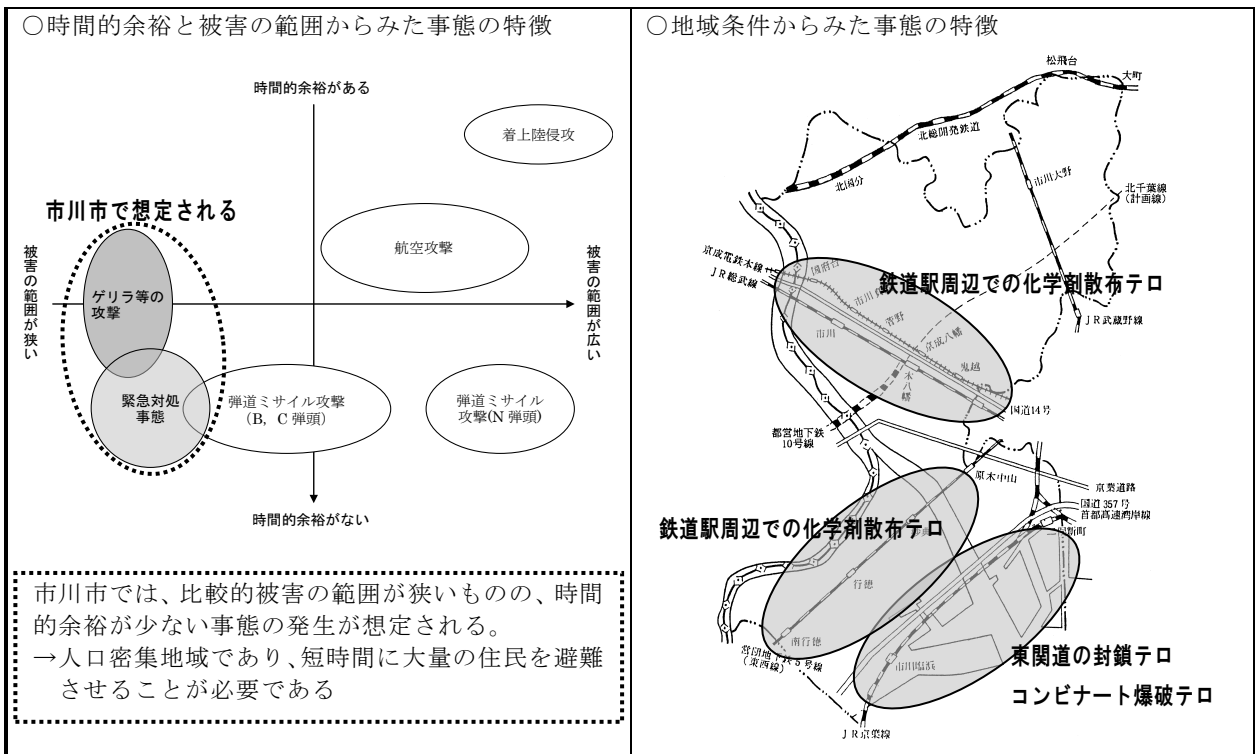 ○時間的余裕と被害の範囲からみた事態の特徴
時間的余裕がある
着上陸侵攻
市川市で想定される
航空攻撃
被害の範囲が狭い
被害の範囲が広い
ゲリラ等の
攻撃
緊急対処
事態
弾道ミサイル攻撃
(B, C 弾頭)
弾道ミサイル
攻撃(N 弾頭)
時間的余裕がない
市川市では、比較的被害の範囲が狭いものの、時間
的余裕が少ない事態の発生が想定される。
→人口密集地域であり、短時間に大量の住民を避難
させることが必要である
○地域条件からみた事態の特徴
松飛台
大町
北総開発鉄道
北国分
市川大野
北千葉線
(計画線)
京成電鉄本線
JR総武線
国府台
鉄道駅周辺での化学剤散布テロ
市川
菅野
JR武蔵野線
市川
京成八幡
鬼越
本八幡
国道14号
都営地下鉄
10号線
原木中山
京葉道路
国道 357 号
首都高速湾岸線
鉄道駅周辺での化学剤散布テロ
行徳
南行徳
(東西線)
市川塩浜
東関道の封鎖テロ
コンビナート爆破テロ
JR京葉線